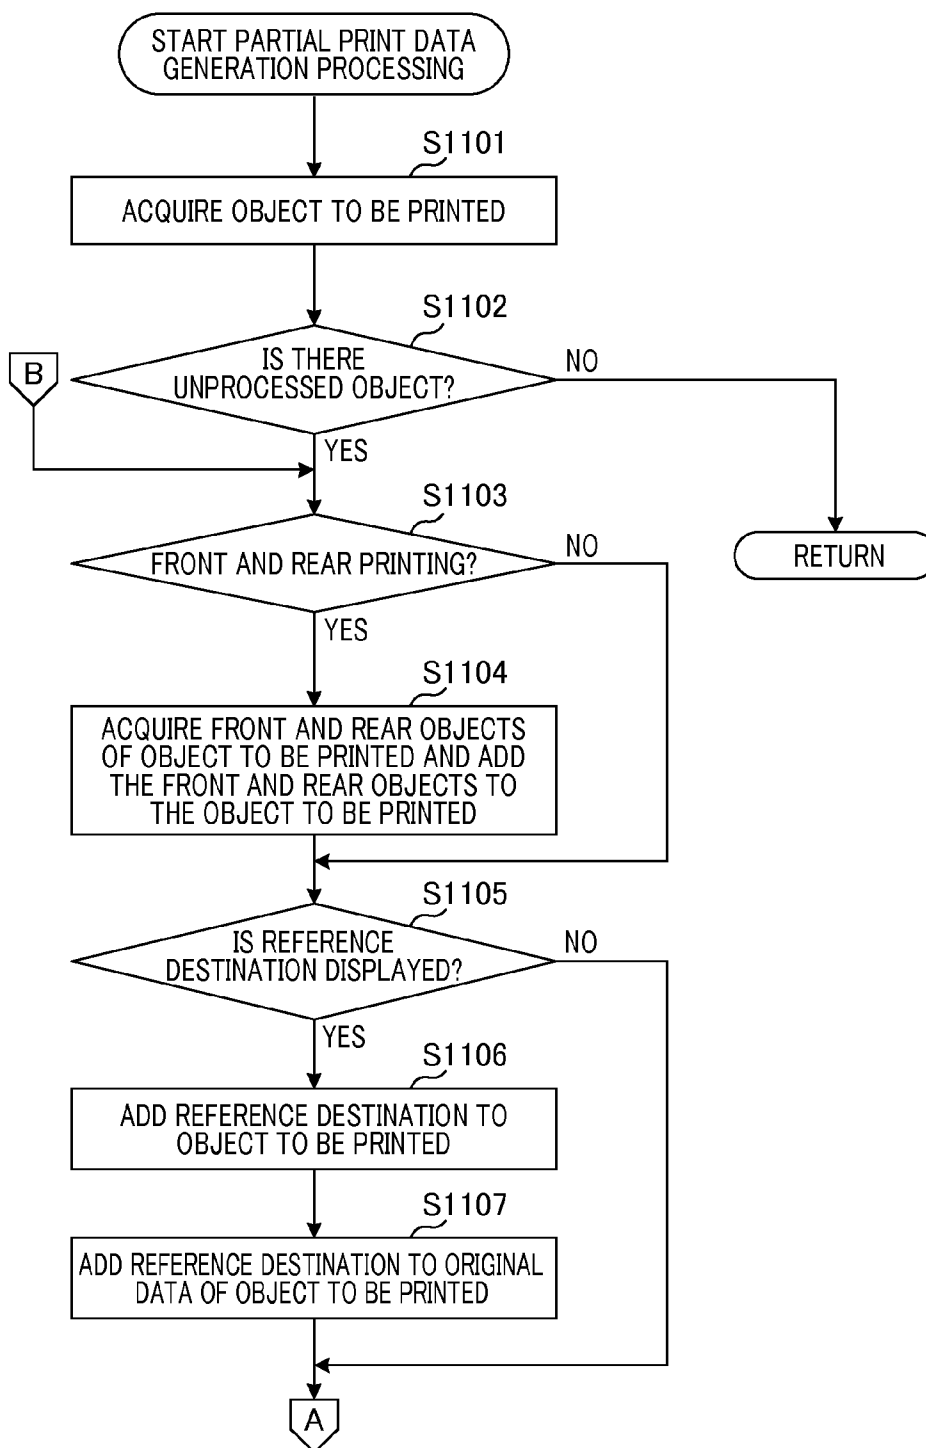 START PARTIAL PRINT DATA
GENERATION PROCESSING
S1101
ACQUIRE OBJECT TO BE PRINTED
S1102
IS THERE
UNPROCESSED OBJECT?
NO
B
YES
S1103
FRONT AND REAR PRINTING?
NO
RETURN
YES
S1104
ACQUIRE FRONT AND REAR OBJECTS
OF OBJECT TO BE PRINTED AND ADD
THE FRONT AND REAR OBJECTS TO
THE OBJECT TO BE PRINTED
S1105
IS REFERENCE
DESTINATION DISPLAYED?
NO
YES
S1106
ADD REFERENCE DESTINATION TO
OBJECT TO BE PRINTED
S1107
ADD REFERENCE DESTINATION TO ORIGINAL
DATA OF OBJECT TO BE PRINTED
A